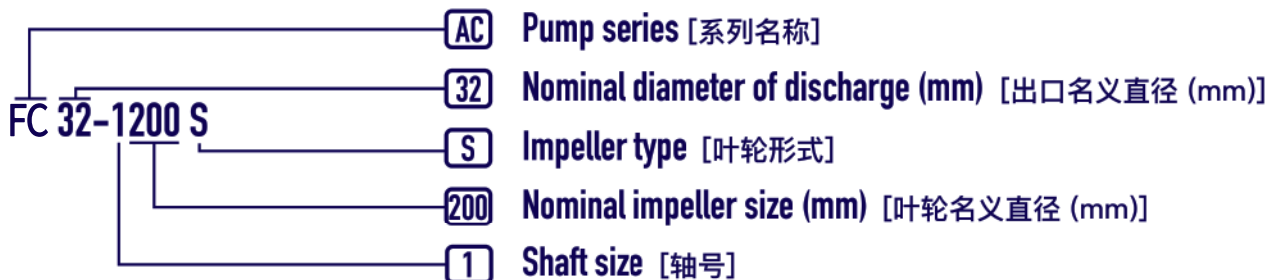 AC Pump series [系列名称]
32 Nominal diameter of discharge (mm) [出口名义直径 (mm)]
FC 32-1200 S
S Impeller type [叶轮形式]
200 Nominal impeller size (mm) [叶轮名义直径 (mm)]
1 Shaft size [轴号]